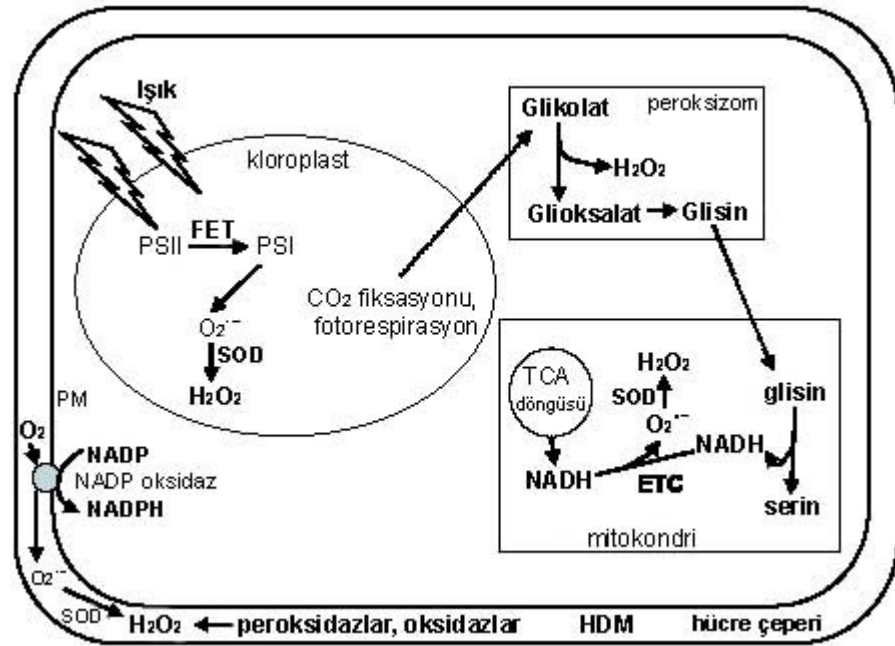 Işık
kloroplast
PSII
FET
PSI
O₂˙⁻
SOD
H₂O₂
CO₂ fiksasyonu,
fotorespirasyon
Glikolat
peroksizom
H₂O₂
Glioksalat
Glisin
TCA
döngüsü
NADH
H₂O₂
SOD
O₂˙⁻
ETC
NADH
glisin
serin
mitokondri
PM
O₂
NADP
NADP oksidaz
NADPH
O₂˙⁻
SOD
H₂O₂
peroksidazlar, oksidazlar
HDM
hücre çeperi